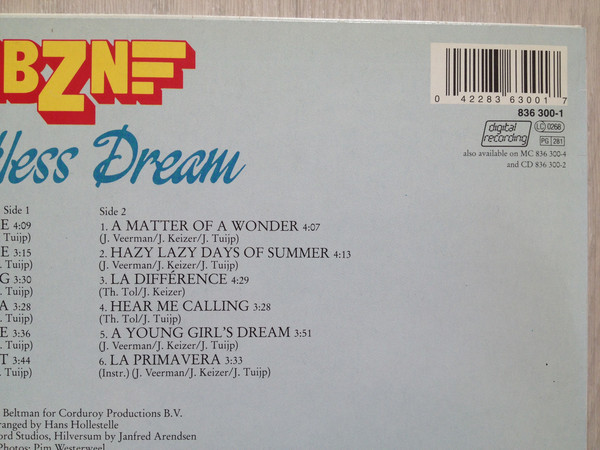 BZN
less Dream
0 42283 63001 7
836 300-1
digital recording
LC 0268
PG 281
also available on MC 836 300-4
and CD 836 300-2
Side 1
E 4:09
. Tuijp)
E 3:15
. Tuijp)
G 3:30
. Tuijp)
A 3:28
. Tuijp)
E 3:36
. Tuijp)
T 3:44
. Tuijp)
Side 2
1. A MATTER OF A WONDER 4:07
(J. Veerman/J. Keizer/J. Tuijp)
2. HAZY LAZY DAYS OF SUMMER 4:13
(J. Veerman/J. Keizer/J. Tuijp)
3. LA DIFFÉRENCE 4:29
(Th. Tol/J. Keizer)
4. HEAR ME CALLING 3:28
(Th. Tol/J. Tuijp)
5. A YOUNG GIRL'S DREAM 3:51
(J. Veerman/J. Keizer/J. Tuijp)
6. LA PRIMAVERA 3:33
(Instr.) (J. Veerman/J. Keizer/J. Tuijp)
Beltman for Corduroy Productions B.V.
ranged by Hans Hollestelle
ord Studios, Hilversum by Janfred Arendsen
Photos: Pim Westerweel